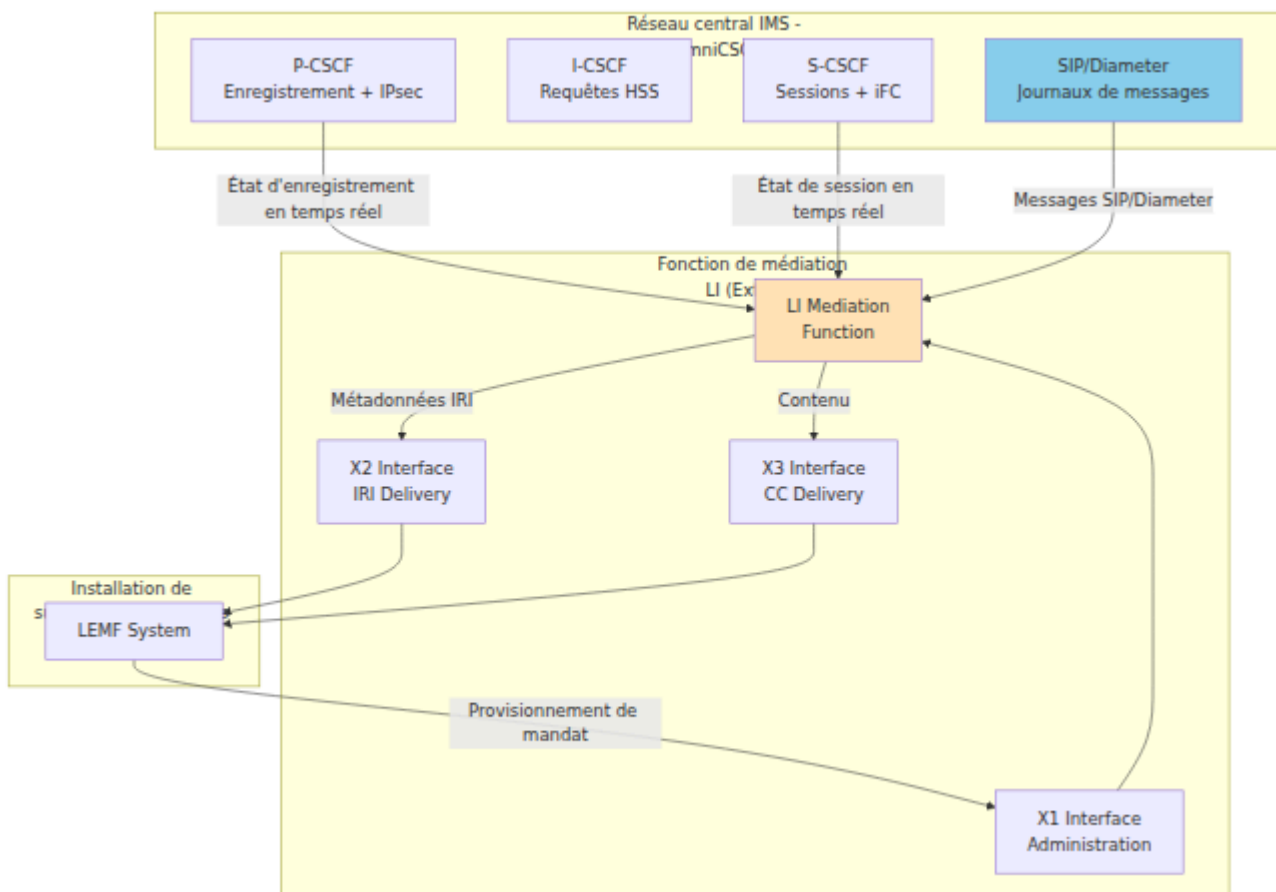 Réseau central IMS -
P-CSCF
Enregistrement + IPsec
I-CSCF
Requêtes HSS
S-CSCF
Sessions + iFC
SIP/Diameter
Journaux de messages
État d'enregistrement
en temps réel
État de session en
temps réel
Messages SIP/Diameter
Fonction de médiation
LI
LI Mediation
Function
Métadonnées IRI
Contenu
X2 Interface
IRI Delivery
X3 Interface
CC Delivery
Installation de
LEMF System
Provisionnement de
mandat
X1 Interface
Administration